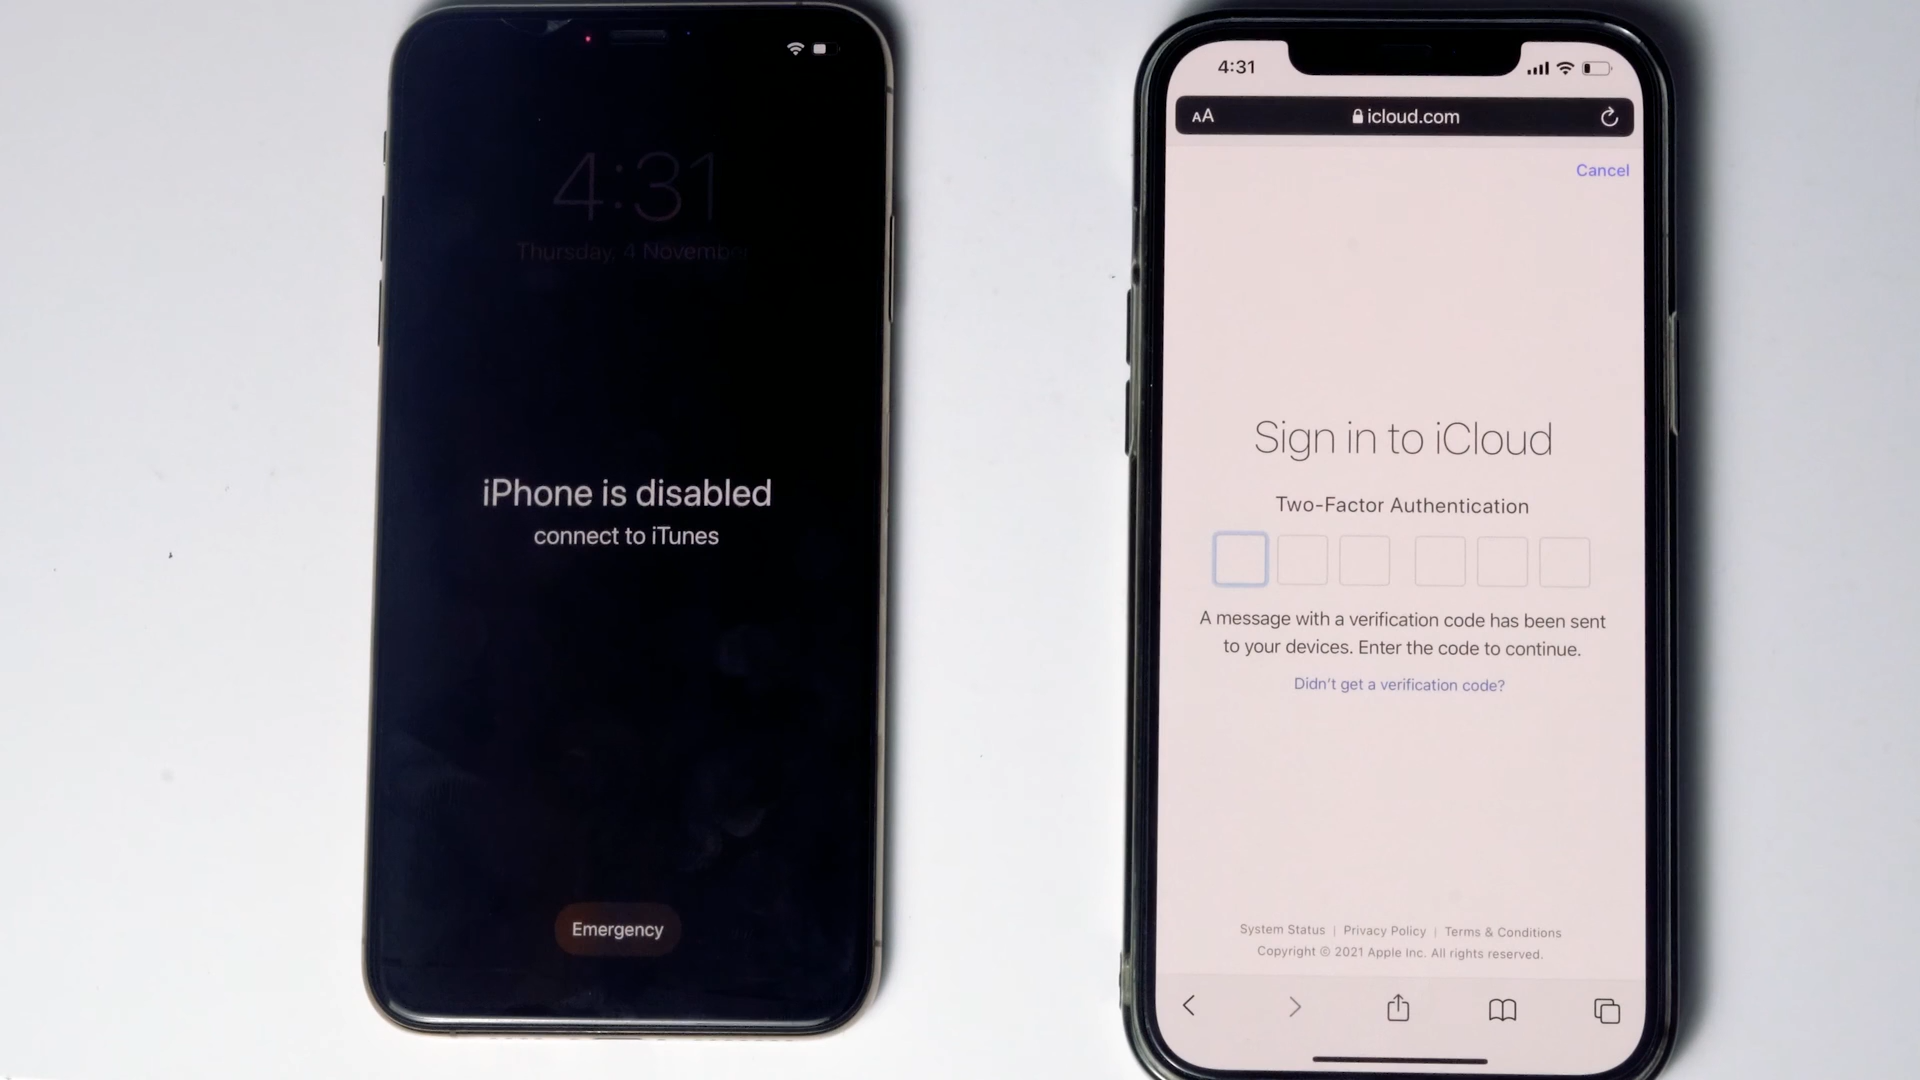 4:31
Thursday, 4 November
iPhone is disabled
connect to iTunes
Emergency
4:31
AA
icloud.com
Cancel
Sign in to iCloud
Two-Factor Authentication
A message with a verification code has been sent
to your devices. Enter the code to continue.
Didn't get a verification code?
System Status | Privacy Policy | Terms & Conditions
Copyright © 2021 Apple Inc. All rights reserved.